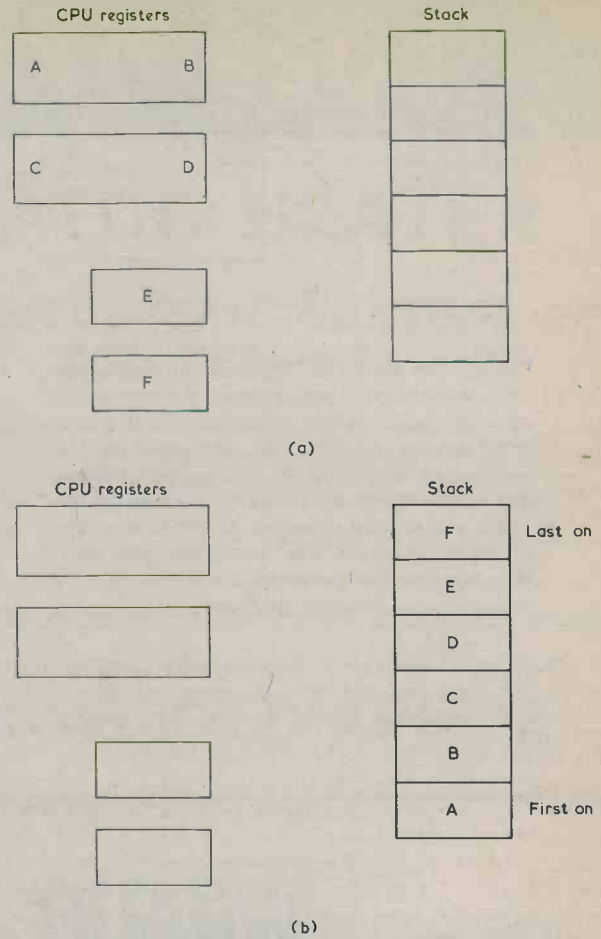 CPU registers
Stack
A B
C D
E
F
(a)
CPU registers
Stack
F Last on
E
D
C
B
A First on
(b)